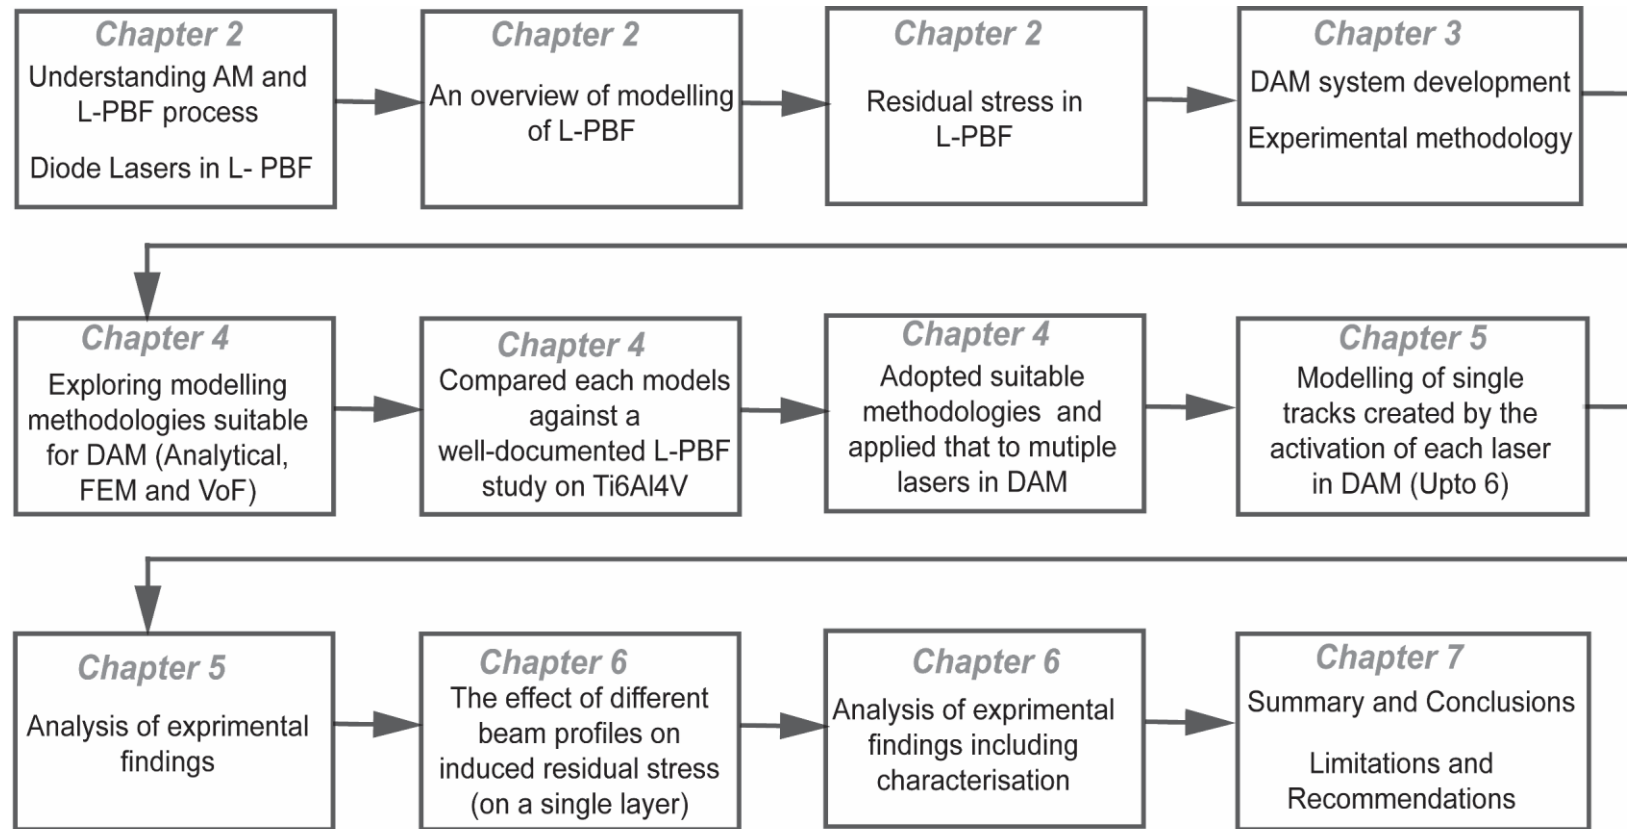 Chapter 2
Understanding AM and
L-PBF process
Diode Lasers in L- PBF
Chapter 2
An overview of modelling
of L-PBF
Chapter 2
Residual stress in
L-PBF
Chapter 3
DAM system development
Experimental methodology
Chapter 4
Exploring modelling
methodologies suitable
for DAM (Analytical,
FEM and VoF)
Chapter 4
Compared each models
against a
well-documented L-PBF
study on Ti6Al4V
Chapter 4
Adopted suitable
methodologies and
applied that to mutiple
lasers in DAM
Chapter 5
Modelling of single
tracks created by the
activation of each laser
in DAM (Upto 6)
Chapter 5
Analysis of exprimental
findings
Chapter 6
The effect of different
beam profiles on
induced residual stress
(on a single layer)
Chapter 6
Analysis of exprimental
findings including
characterisation
Chapter 7
Summary and Conclusions
Limitations and
Recommendations